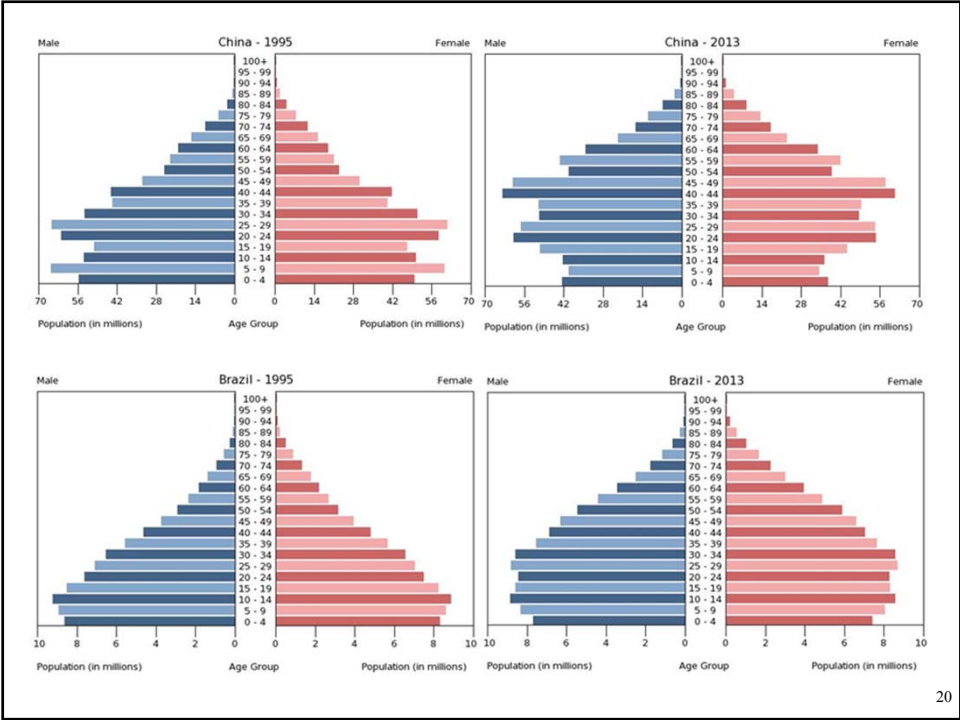 Male China - 1995 Female
100+
95 - 99
90 - 94
85 - 89
80 - 84
75 - 79
70 - 74
65 - 69
60 - 64
55 - 59
50 - 54
45 - 49
40 - 44
35 - 39
30 - 34
25 - 29
20 - 24
15 - 19
10 - 14
5 - 9
0 - 4
70 56 42 28 14 0 0 14 28 42 56 70
Population (in millions) Age Group Population (in millions)
Male China - 2013 Female
100+
95 - 99
90 - 94
85 - 89
80 - 84
75 - 79
70 - 74
65 - 69
60 - 64
55 - 59
50 - 54
45 - 49
40 - 44
35 - 39
30 - 34
25 - 29
20 - 24
15 - 19
10 - 14
5 - 9
0 - 4
70 56 42 28 14 0 0 14 28 42 56 70
Population (in millions) Age Group Population (in millions)
Male Brazil - 1995 Female
100+
95 - 99
90 - 94
85 - 89
80 - 84
75 - 79
70 - 74
65 - 69
60 - 64
55 - 59
50 - 54
45 - 49
40 - 44
35 - 39
30 - 34
25 - 29
20 - 24
15 - 19
10 - 14
5 - 9
0 - 4
10 8 6 4 2 0 0 2 4 6 8 10
Population (in millions) Age Group Population (in millions)
Male Brazil - 2013 Female
100+
95 - 99
90 - 94
85 - 89
80 - 84
75 - 79
70 - 74
65 - 69
60 - 64
55 - 59
50 - 54
45 - 49
40 - 44
35 - 39
30 - 34
25 - 29
20 - 24
15 - 19
10 - 14
5 - 9
0 - 4
10 8 6 4 2 0 0 2 4 6 8 10
Population (in millions) Age Group Population (in millions)
20